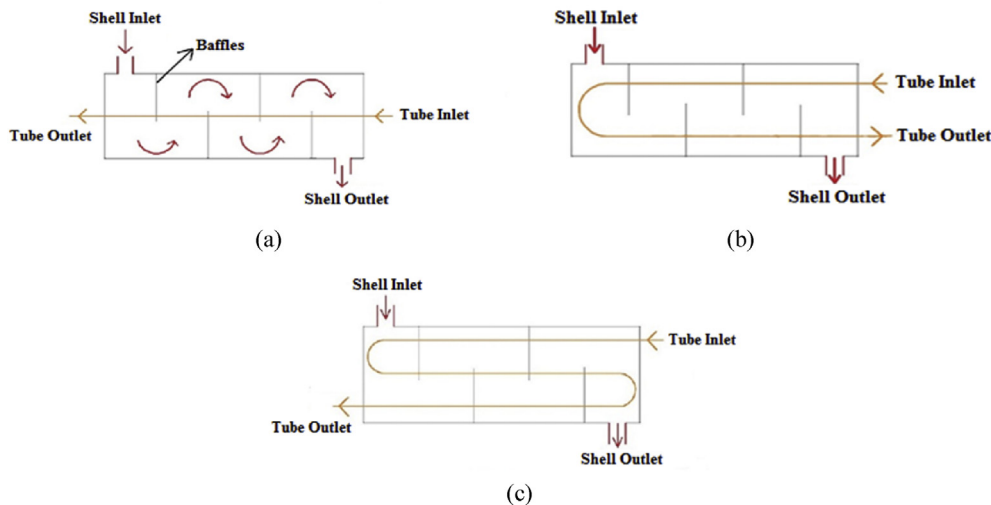 Shell Inlet
Baffles
Tube Inlet
Tube Outlet
Shell Outlet
(a)
Shell Inlet
Tube Inlet
Tube Outlet
Shell Outlet
(b)
Shell Inlet
Tube Inlet
Tube Outlet
Shell Outlet
(c)